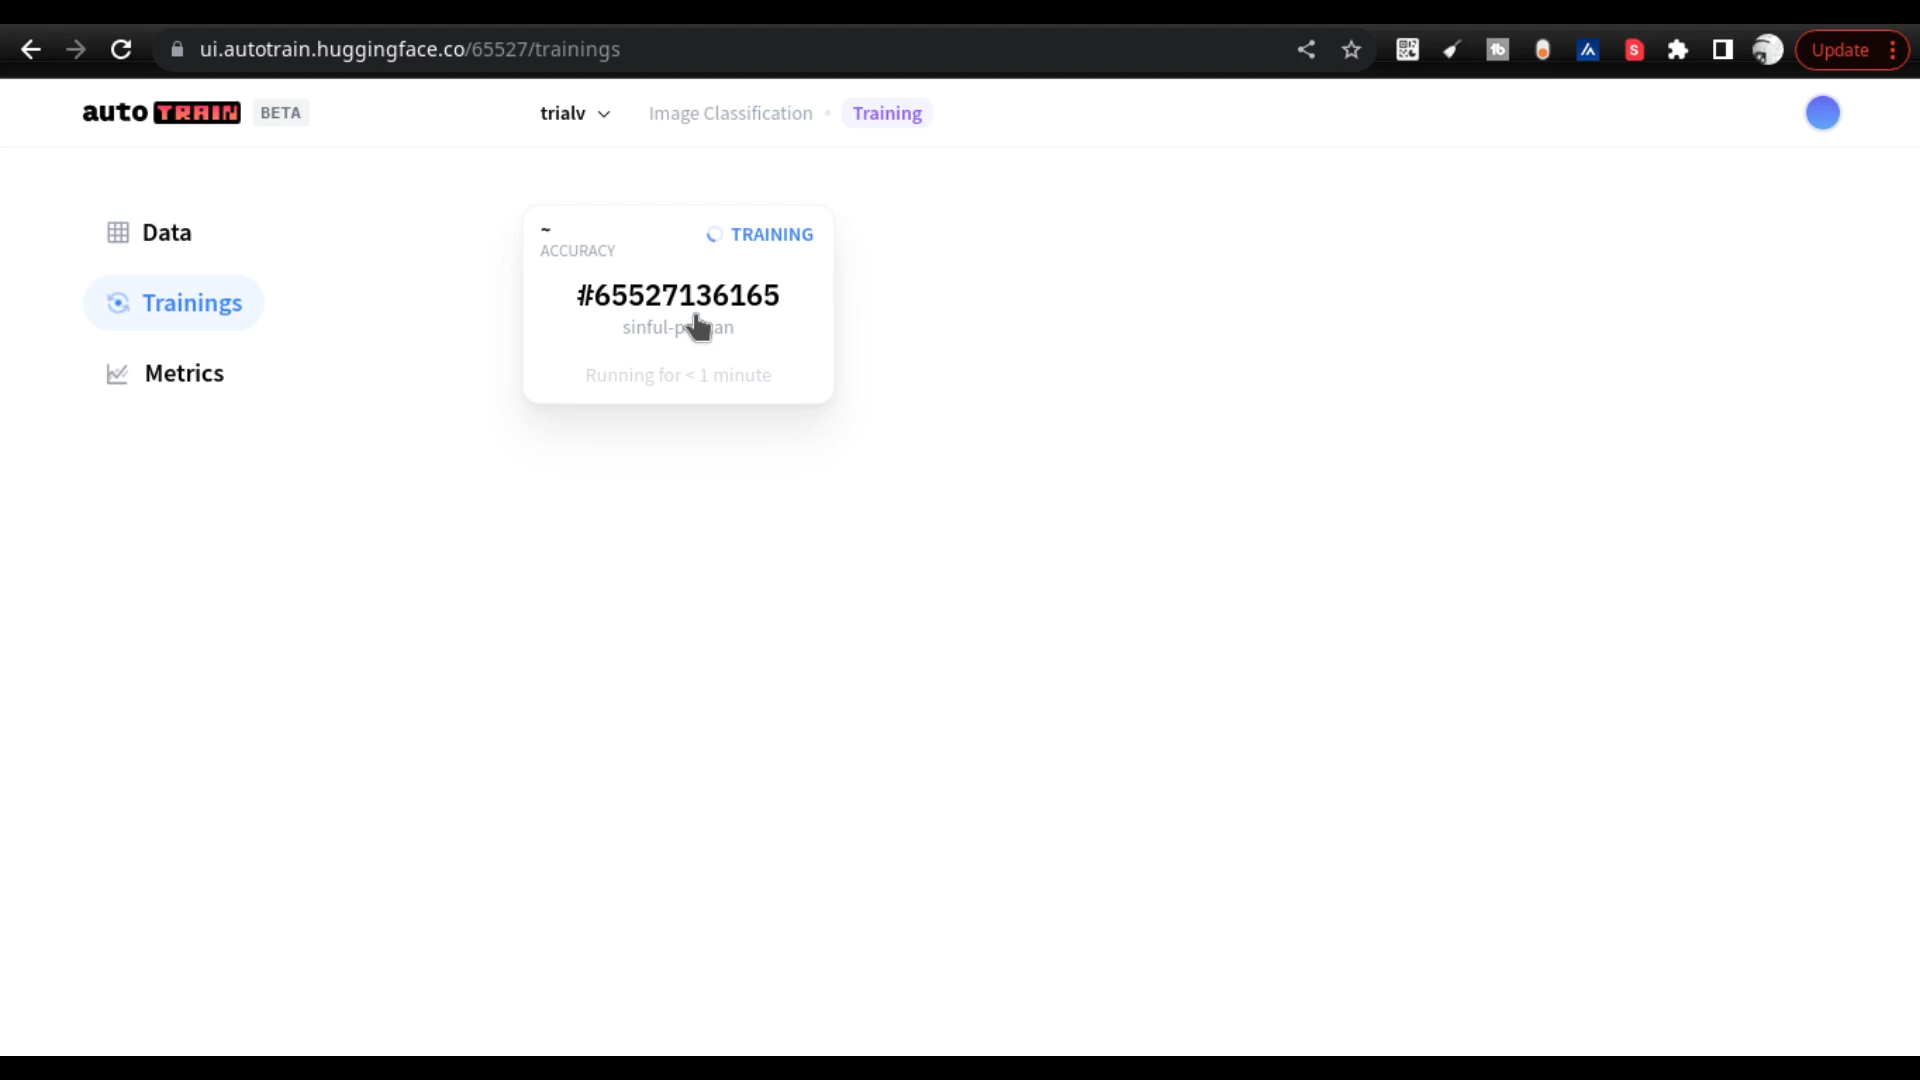 ui.autotrain.huggingface.co/65527/trainings
Update
auto TRAIN BETA
trialv
Image Classification • Training
Data
Trainings
Metrics
~
ACCURACY
TRAINING
#65527136165
Running for < 1 minute